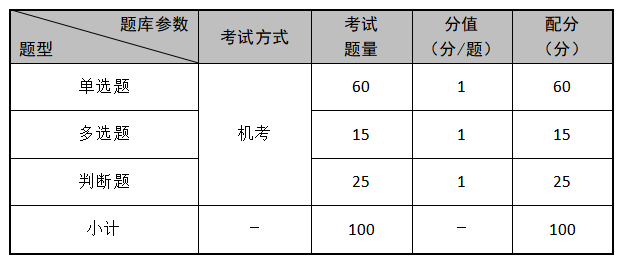 题库参数
题型
考试方式
考试
题量
分值
（分/题）
配分
（分）
单选题
机考
60
1
60
多选题
15
1
15
判断题
25
1
25
小计
–
100
–
100